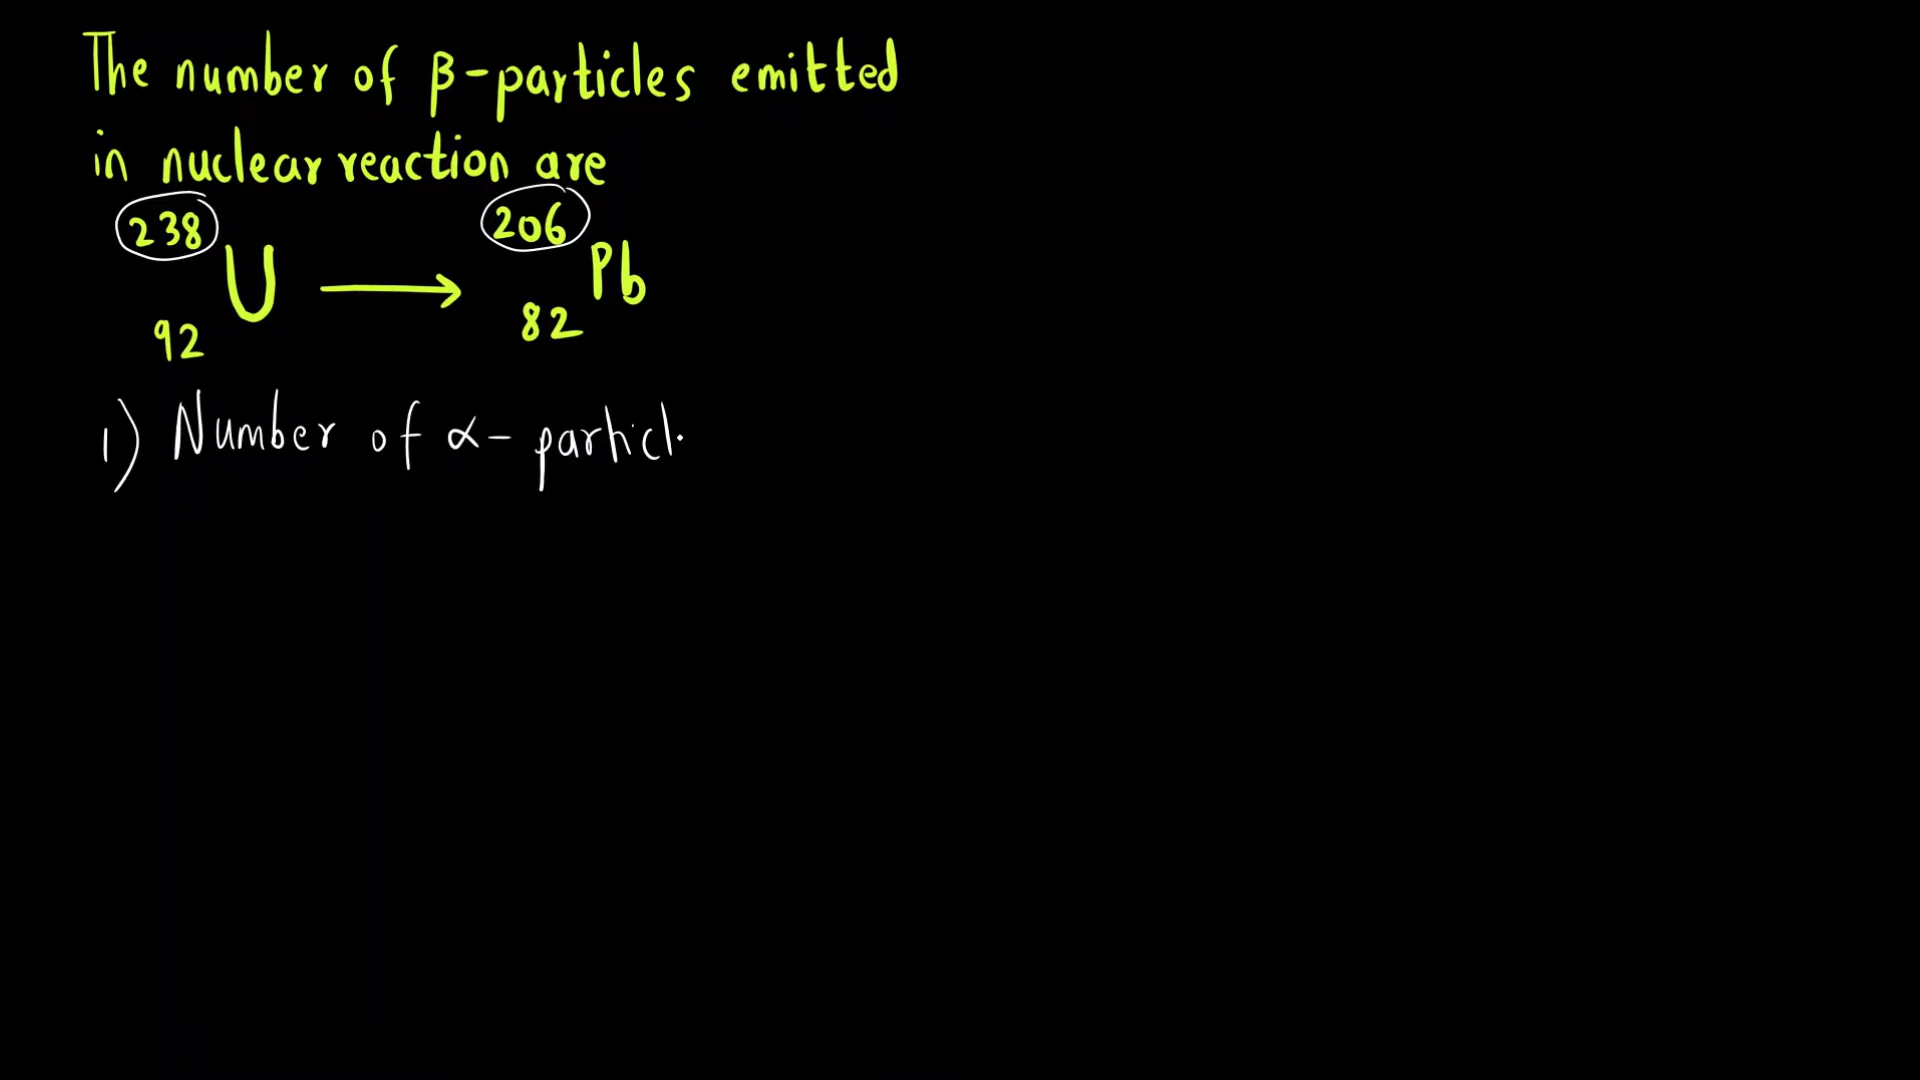 The number of β-particles emitted
in nuclear reaction are
238 U → 206 Pb
92 82
1) Number of α- particl